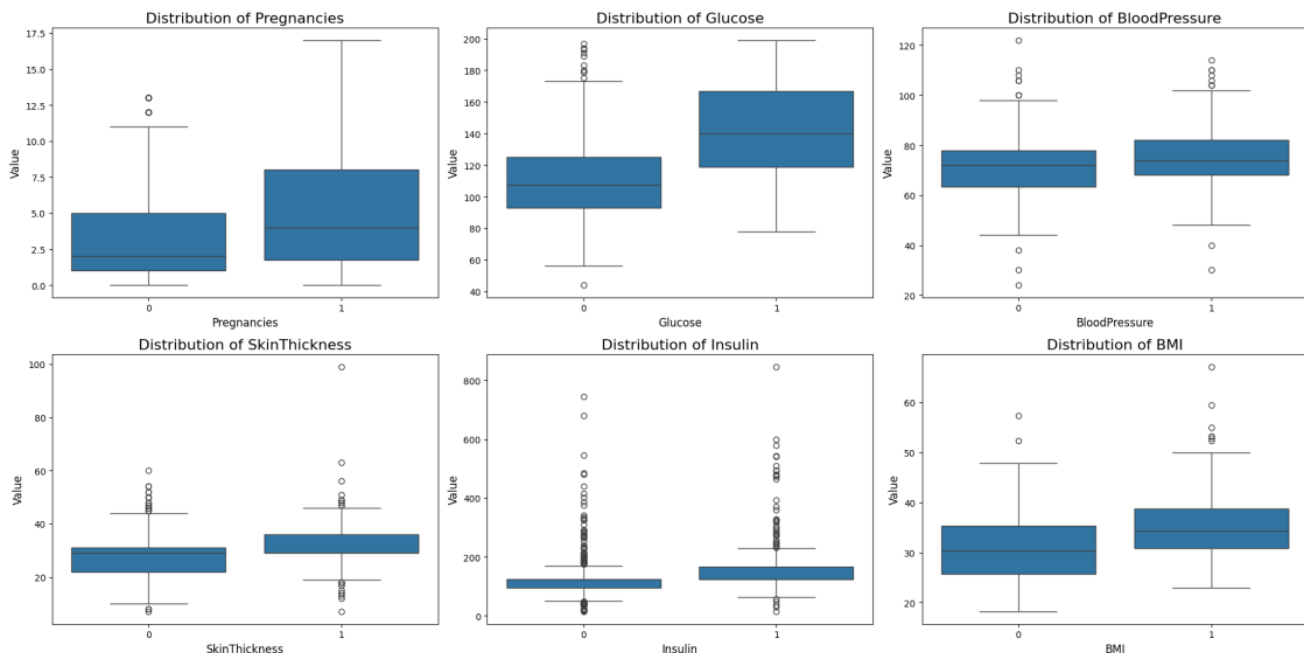 Distribution of Pregnancies
17.5
15.0
12.5
10.0
7.5
5.0
2.5
0.0
Value
0 1
Pregnancies
Distribution of Glucose
200
180
160
140
120
100
80
60
40
Value
0 1
Glucose
Distribution of BloodPressure
120
100
80
60
40
20
Value
0 1
BloodPressure
Distribution of SkinThickness
100
80
60
40
20
Value
0 1
SkinThickness
Distribution of Insulin
800
600
400
200
0
Value
0 1
Insulin
Distribution of BMI
60
50
40
30
20
Value
0 1
BMI